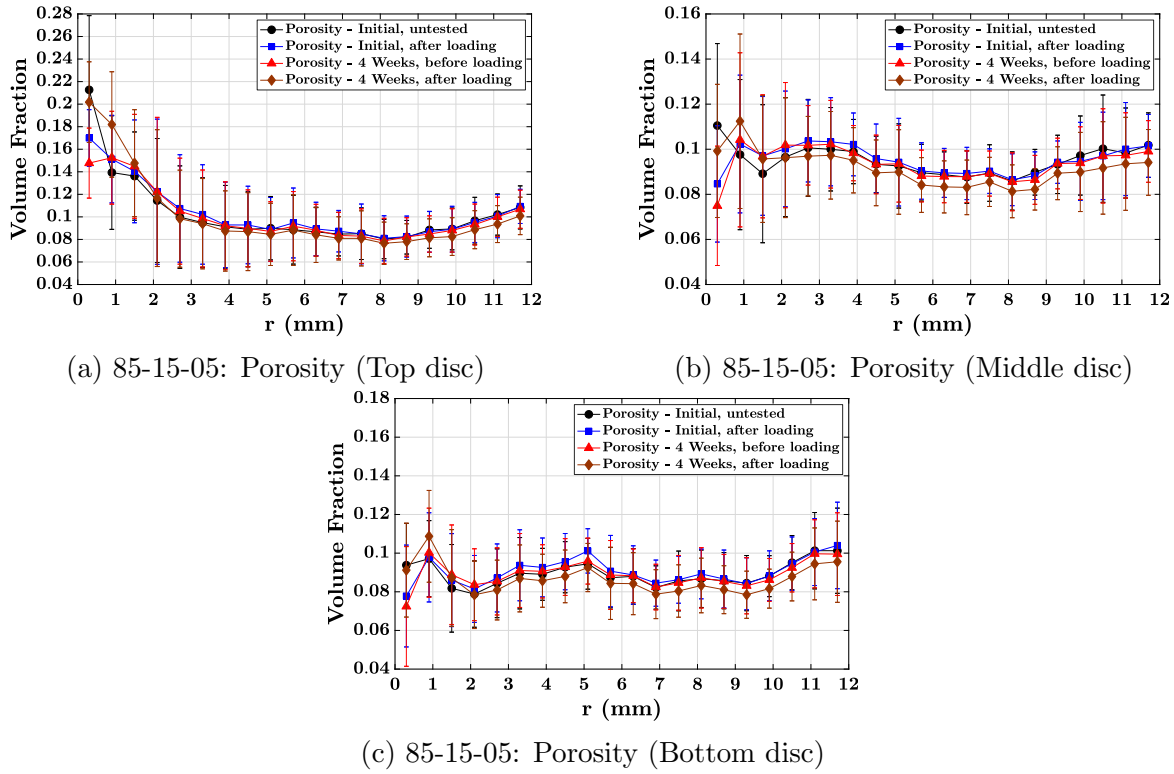 0.28
0.26
0.24
0.22
0.2
0.18
0.16
0.14
0.12
0.1
0.08
0.06
0.04
Volume Fraction
Porosity - Initial, untested
Porosity - Initial, after loading
Porosity - 4 Weeks, before loading
Porosity - 4 Weeks, after loading
0 1 2 3 4 5 6 7 8 9 10 11 12
r (mm)
(a) 85-15-05: Porosity (Top disc)
0.16
0.14
0.12
0.1
0.08
0.06
0.04
Volume Fraction
Porosity - Initial, untested
Porosity - Initial, after loading
Porosity - 4 Weeks, before loading
Porosity - 4 Weeks, after loading
0 1 2 3 4 5 6 7 8 9 10 11 12
r (mm)
(b) 85-15-05: Porosity (Middle disc)
0.18
0.16
0.14
0.12
0.1
0.08
0.06
0.04
Volume Fraction
Porosity - Initial, untested
Porosity - Initial, after loading
Porosity - 4 Weeks, before loading
Porosity - 4 Weeks, after loading
0 1 2 3 4 5 6 7 8 9 10 11 12
r (mm)
(c) 85-15-05: Porosity (Bottom disc)